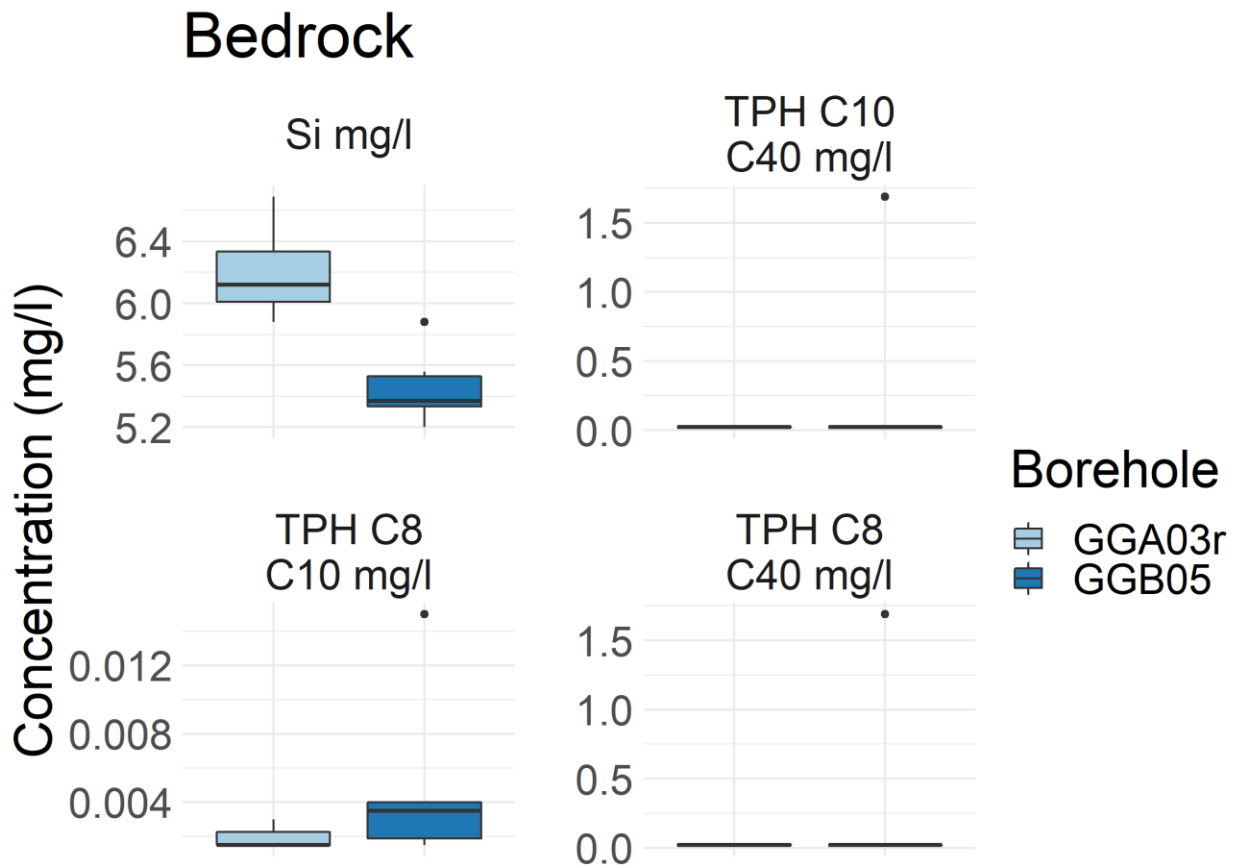 Bedrock
Si mg/l
6.4
6.0
5.6
5.2
TPH C10
C40 mg/l
1.5
1.0
0.5
0.0
TPH C8
C10 mg/l
0.012
0.008
0.004
TPH C8
C40 mg/l
1.5
1.0
0.5
0.0
Concentration (mg/l)
Borehole
GGA03r
GGB05